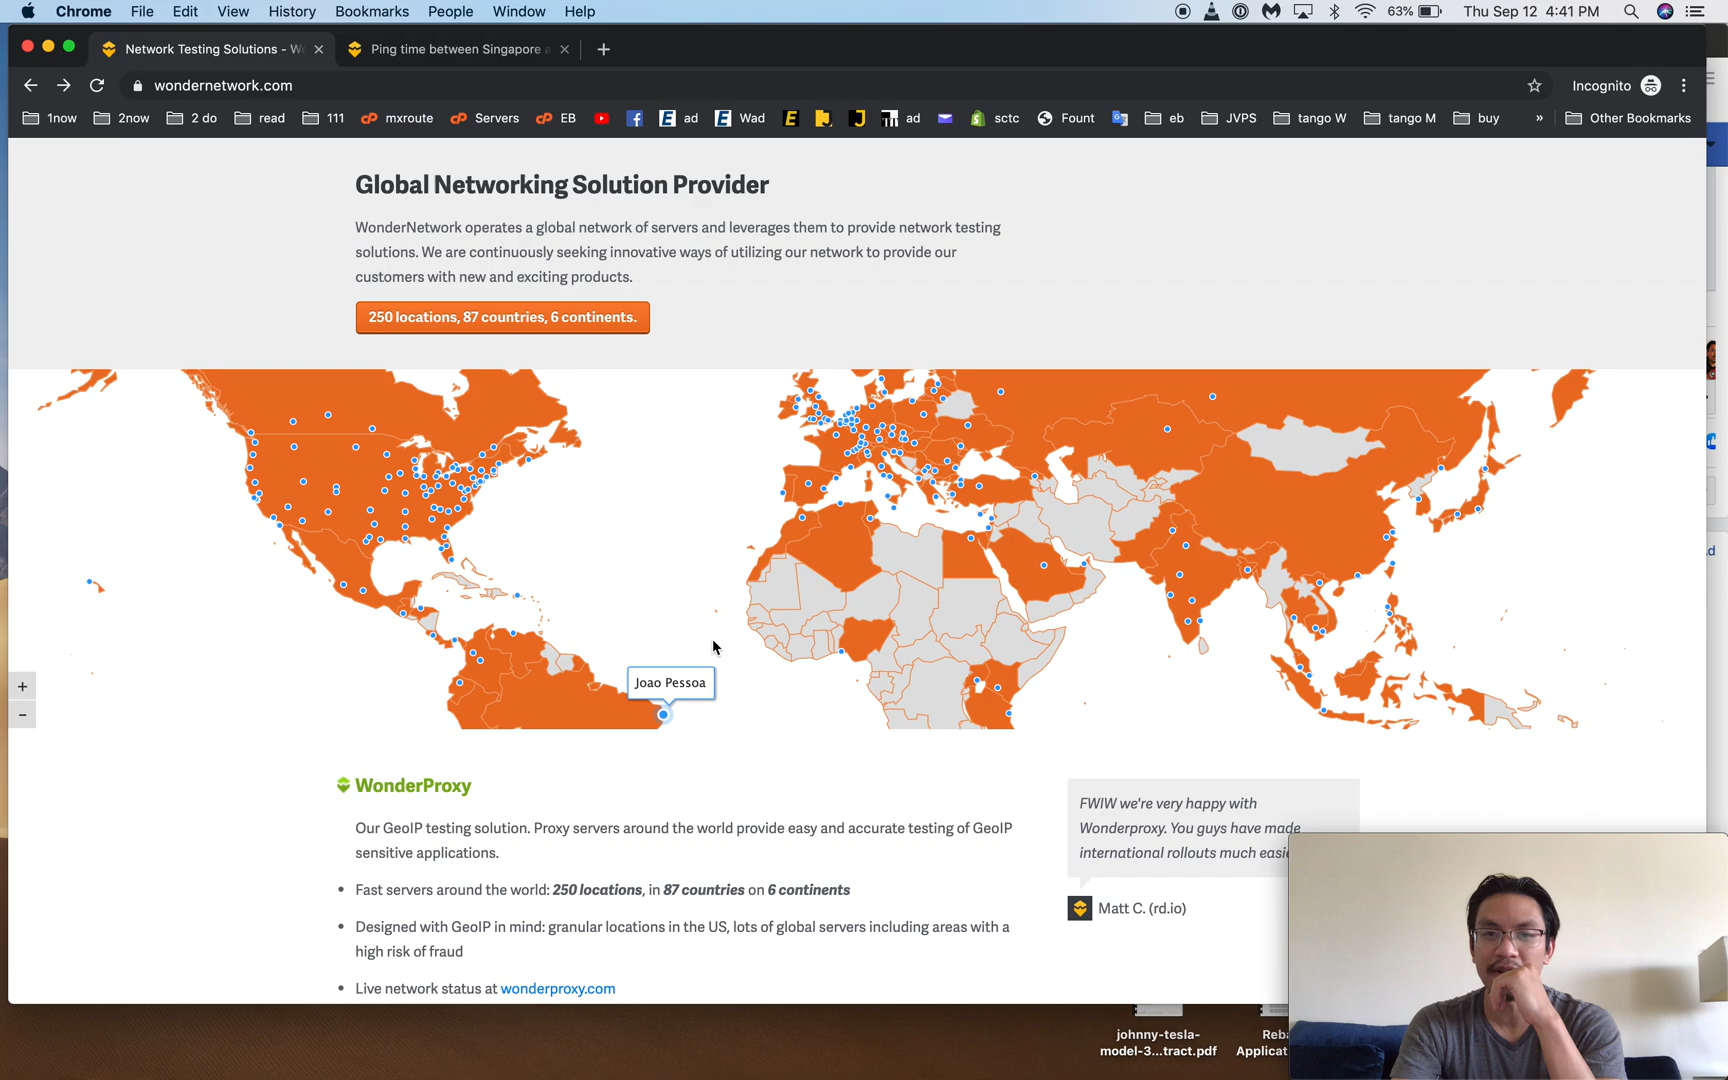 Chrome File Edit View History Bookmarks People Window Help 63% Thu Sep 12 4:41 PM
Network Testing Solutions - W Ping time between Singapore
wondernetwork.com Incognito
1now 2now 2 do read 111 mxroute Servers EB ad Wad ad sctc Fount eb JVPS tango W tango M buy » Other Bookmarks
Global Networking Solution Provider
WonderNetwork operates a global network of servers and leverages them to provide network testing
solutions. We are continuously seeking innovative ways of utilizing our network to provide our
customers with new and exciting products.
250 locations, 87 countries, 6 continents.
Joao Pessoa
+
-
WonderProxy
Our GeoIP testing solution. Proxy servers around the world provide easy and accurate testing of GeoIP
sensitive applications.
• Fast servers around the world: 250 locations, in 87 countries on 6 continents
• Designed with GeoIP in mind: granular locations in the US, lots of global servers including areas with a
high risk of fraud
• Live network status at wonderproxy.com
FWIW we're very happy with
Wonderproxy. You guys have made
international rollouts much easie
Matt C. (rd.io)
johnny-tesla-
model-3...tract.pdf
Reb
Applicat